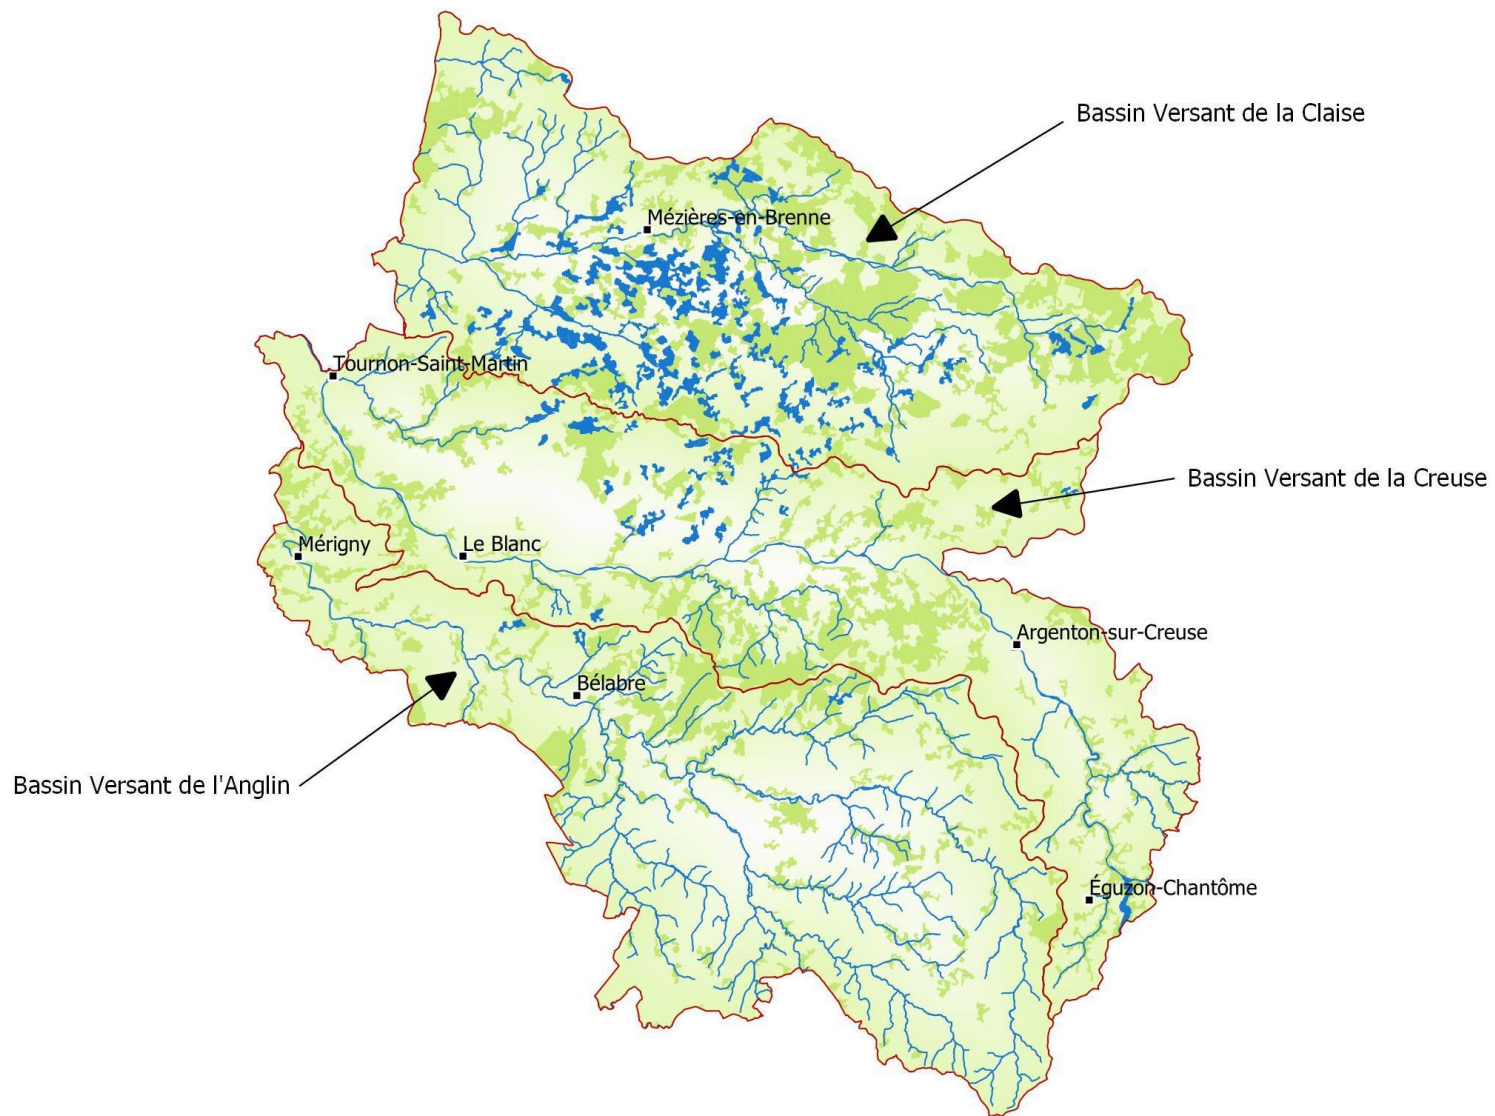 Bassin Versant de la Claise
Mézières-en-Brenne
Tournon-Saint-Martin
Bassin Versant de la Creuse
Mérigny
Le Blanc
Argenton-sur-Creuse
Bélabre
Bassin Versant de l'Anglin
Éguzon-Chantôme